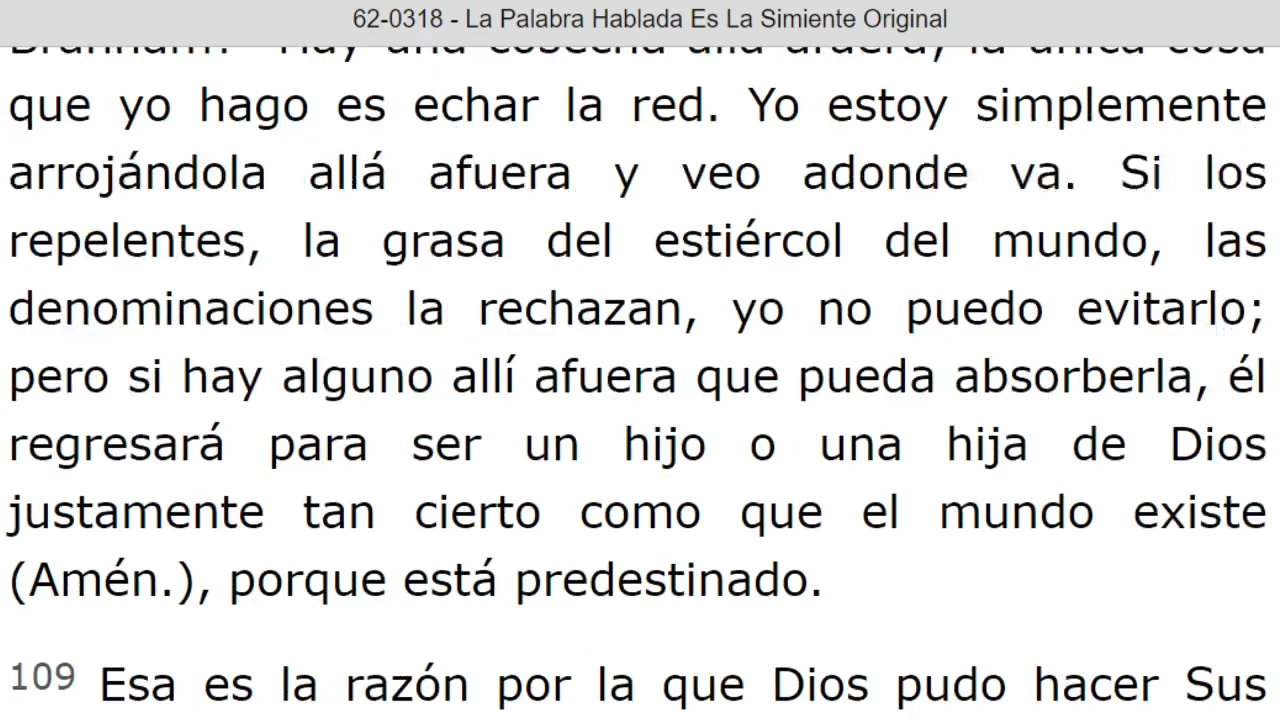 62-0318 - La Palabra Hablada Es La Simiente Original
que yo hago es echar la red. Yo estoy simplemente
arrojándola allá afuera y veo adonde va. Si los
repelentes, la grasa del estiércol del mundo, las
denominaciones la rechazan, yo no puedo evitarlo;
pero si hay alguno allí afuera que pueda absorberla, él
regresará para ser un hijo o una hija de Dios
justamente tan cierto como que el mundo existe
(Amén.), porque está predestinado.
109 Esa es la razón por la que Dios pudo hacer Sus